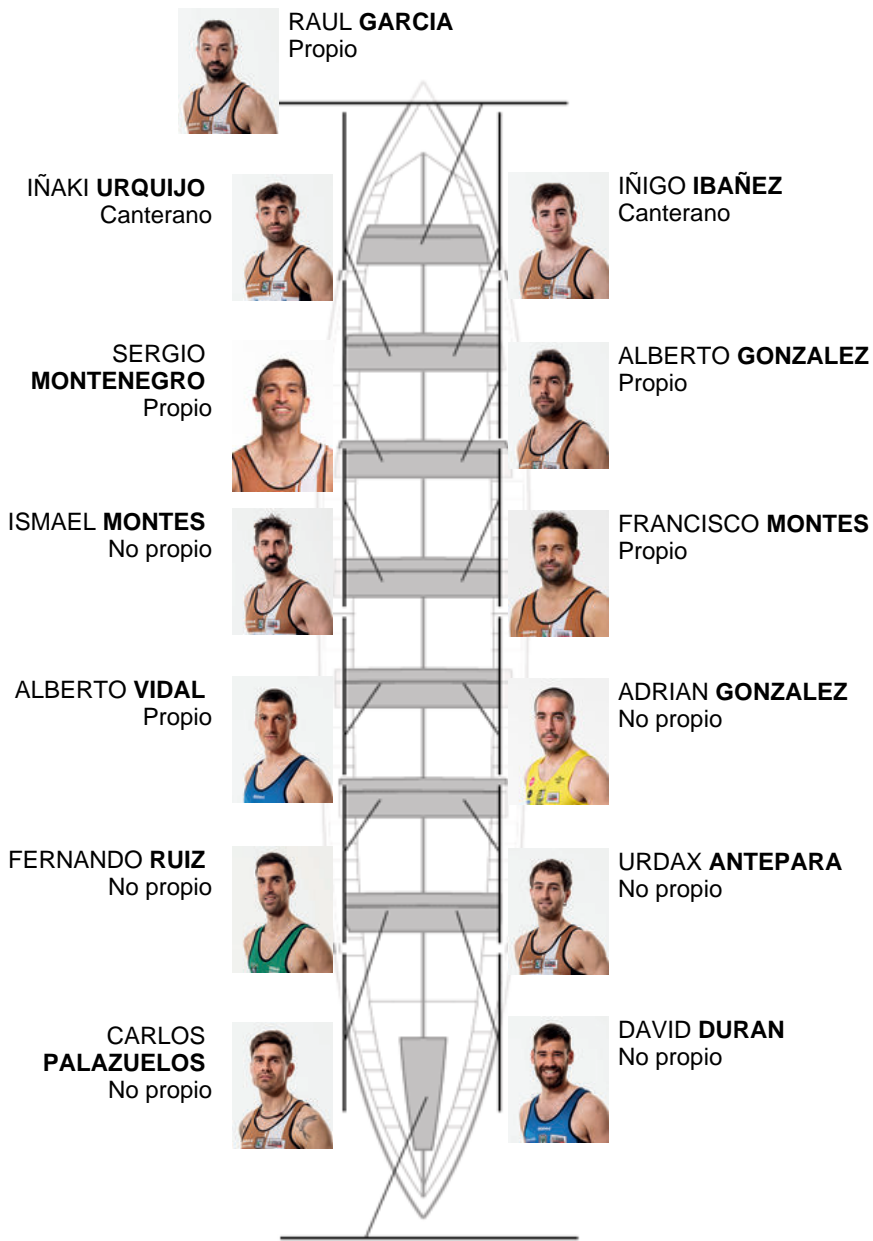 RAUL GARCIA
Propio
IÑAKI URQUIJO
Canterano
IÑIGO IBAÑEZ
Canterano
SERGIO
MONTENEGRO
Propio
ALBERTO GONZALEZ
Propio
ISMAEL MONTES
No propio
FRANCISCO MONTES
Propio
ALBERTO VIDAL
Propio
ADRIAN GONZALEZ
No propio
FERNANDO RUIZ
No propio
URDAX ANTEPARA
No propio
CARLOS
PALAZUELOS
No propio
DAVID DURAN
No propio